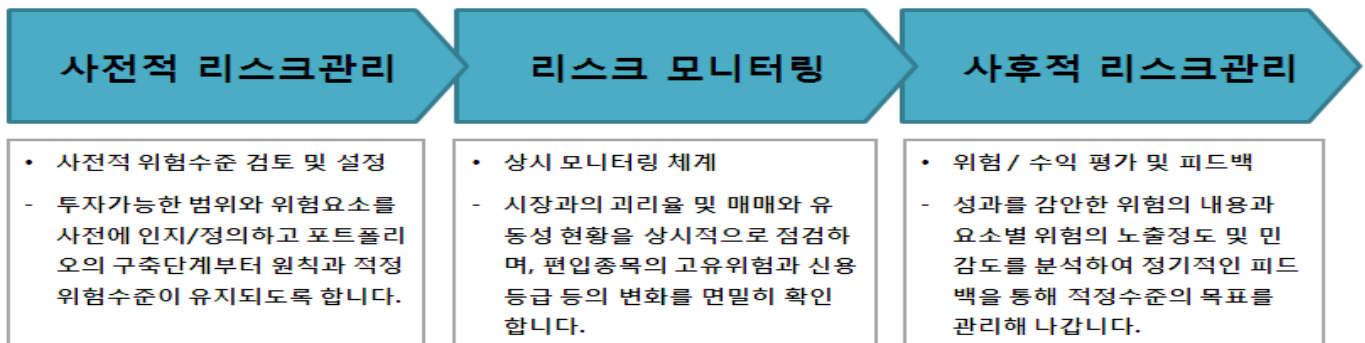 사전적 리스크관리
리스크 모니터링
사후적 리스크관리
• 사전적 위험수준 검토 및 설정
- 투자가능한 범위와 위험요소를
사전에 인지/정의하고 포트폴리
오의 구축단계부터 원칙과 적정
위험수준이 유지되도록 합니다.
• 상시 모니터링 체계
- 시장과의 괴리율 및 매매와 유
동성 현황을 상시적으로 점검하
며, 편입종목의 고유위험과 신용
등급 등의 변화를 면밀히 확인
합니다.
• 위험 / 수익 평가 및 피드백
- 성과를 감안한 위험의 내용과
요소별 위험의 노출정도 및 민
감도를 분석하여 정기적인 피드
백을 통해 적정수준의 목표를
관리해 나갑니다.